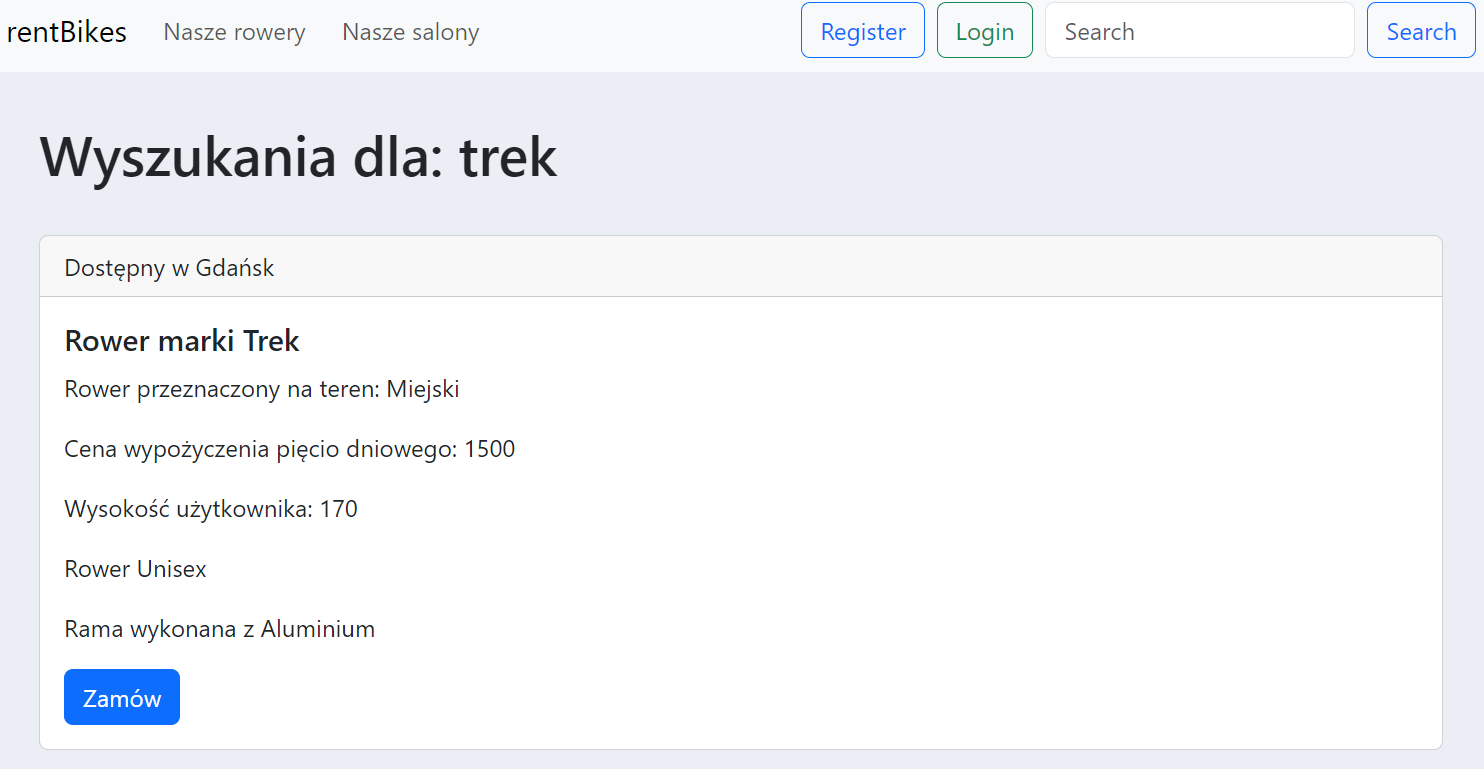 rentBikes Nasze rowery Nasze salony Register Login Search Search
Wyszukania dla: trek
Dostępny w Gdańsk
Rower marki Trek
Rower przeznaczony na teren: Miejski
Cena wypożyczenia pięcio dniowego: 1500
Wysokość użytkownika: 170
Rower Unisex
Rama wykonana z Aluminium
Zamów